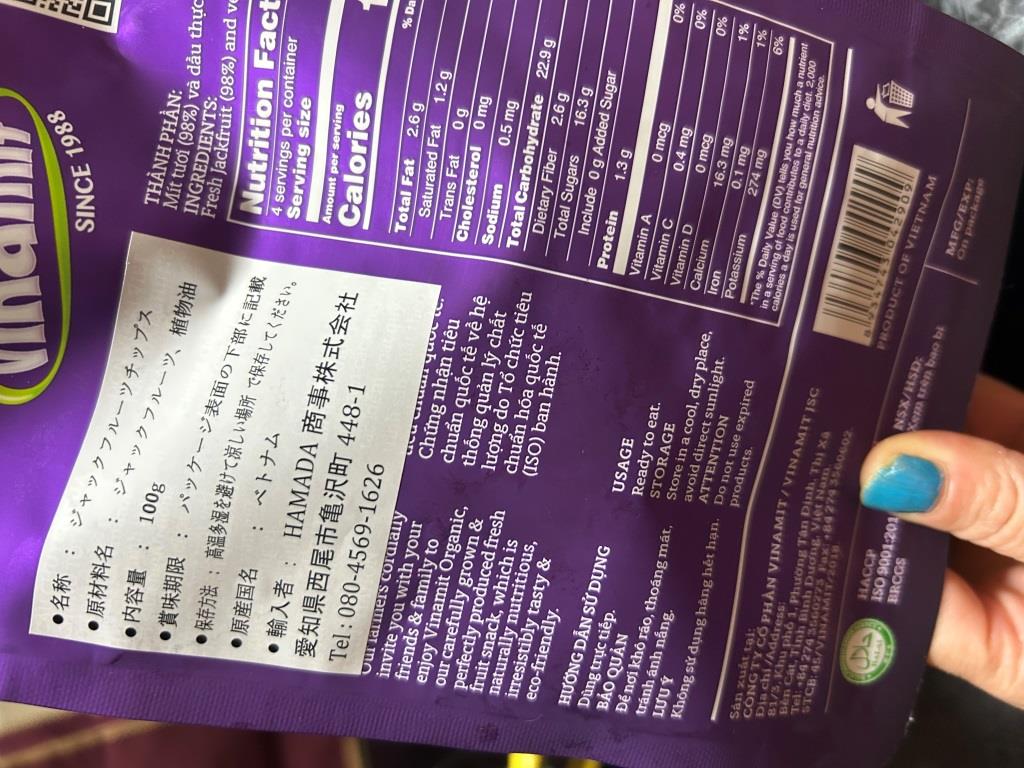 Vinamit
SINCE 1988
●名称 : ジャックフルーツチップス
●原材料名 : ジャックフルーツ、植物油
●内容量 : 100g
●賞味期限 : パッケージ表面の下部に記載
●保存方法 : 高温多湿を避けて涼しい場所で保存してください。
●原産国名 : ベトナム
●輸入者 : HAMADA 商事株式会社
愛知県西尾市亀沢町 448-1
Tel : 080-4569-1626
invite you with your
friends & family to
enjoy Vinamit Organic,
our carefully grown &
perfectly produced fresh
fruit snack which is
naturally nutritious,
irresistibly tasty &
eco-friendly.
Chứng nhận tiêu
chuẩn quốc tế về hệ
thống quản lý chất
lượng do Tổ chức tiêu
chuẩn hóa quốc tế
(ISO) ban hành.
HƯỚNG DẪN SỬ DỤNG
Dùng trực tiếp.
BẢO QUẢN
Để nơi khô ráo, thoáng mát,
tránh ánh nắng.
LƯU Ý
Không sử dụng hàng hết hạn.
USAGE
Ready to eat.
STORAGE
Store in a cool, dry place,
avoid direct sunlight.
ATTENTION
Do not use expired
products.
THÀNH PHẦN:
Mít tươi (98%) và dầu thực
INGREDIENTS:
Fresh Jackfruit (98%) and
Nutrition Fact
4 servings per container
Serving size
Amount per serving
Calories
% Da
Total Fat 2.6 g
Saturated Fat 1.2 g
Trans Fat 0 g
Cholesterol 0 mg
Sodium 0.5 mg
Total Carbohydrate 22.9 g
Dietary Fiber 2.6 g
Total Sugars 16.3 g
Include 0 g Added Sugar
Protein 1.3 g
Vitamin A 0 mcg 0%
Vitamin C 0.4 mg 0%
Vitamin D 0 mcg 0%
Calcium 16.3 mg 1%
Iron 0.1 mg 1%
Potassium 274 mg 6%
*The % Daily Value (DV) tells you how much a nutrient
in a serving of food contributes to a daily diet. 2,000
calories a day is used for general nutrition advice.
Sản xuất tại:
CÔNG TY CỔ PHẦN VINAMIT / VINAMIT JSC
Địa chỉ/Address:
PRODUCT OF VIETNAM
HACCP
ISO 9001:201
BRCGS
NSX/HSD:
MFG/EXP:
On package